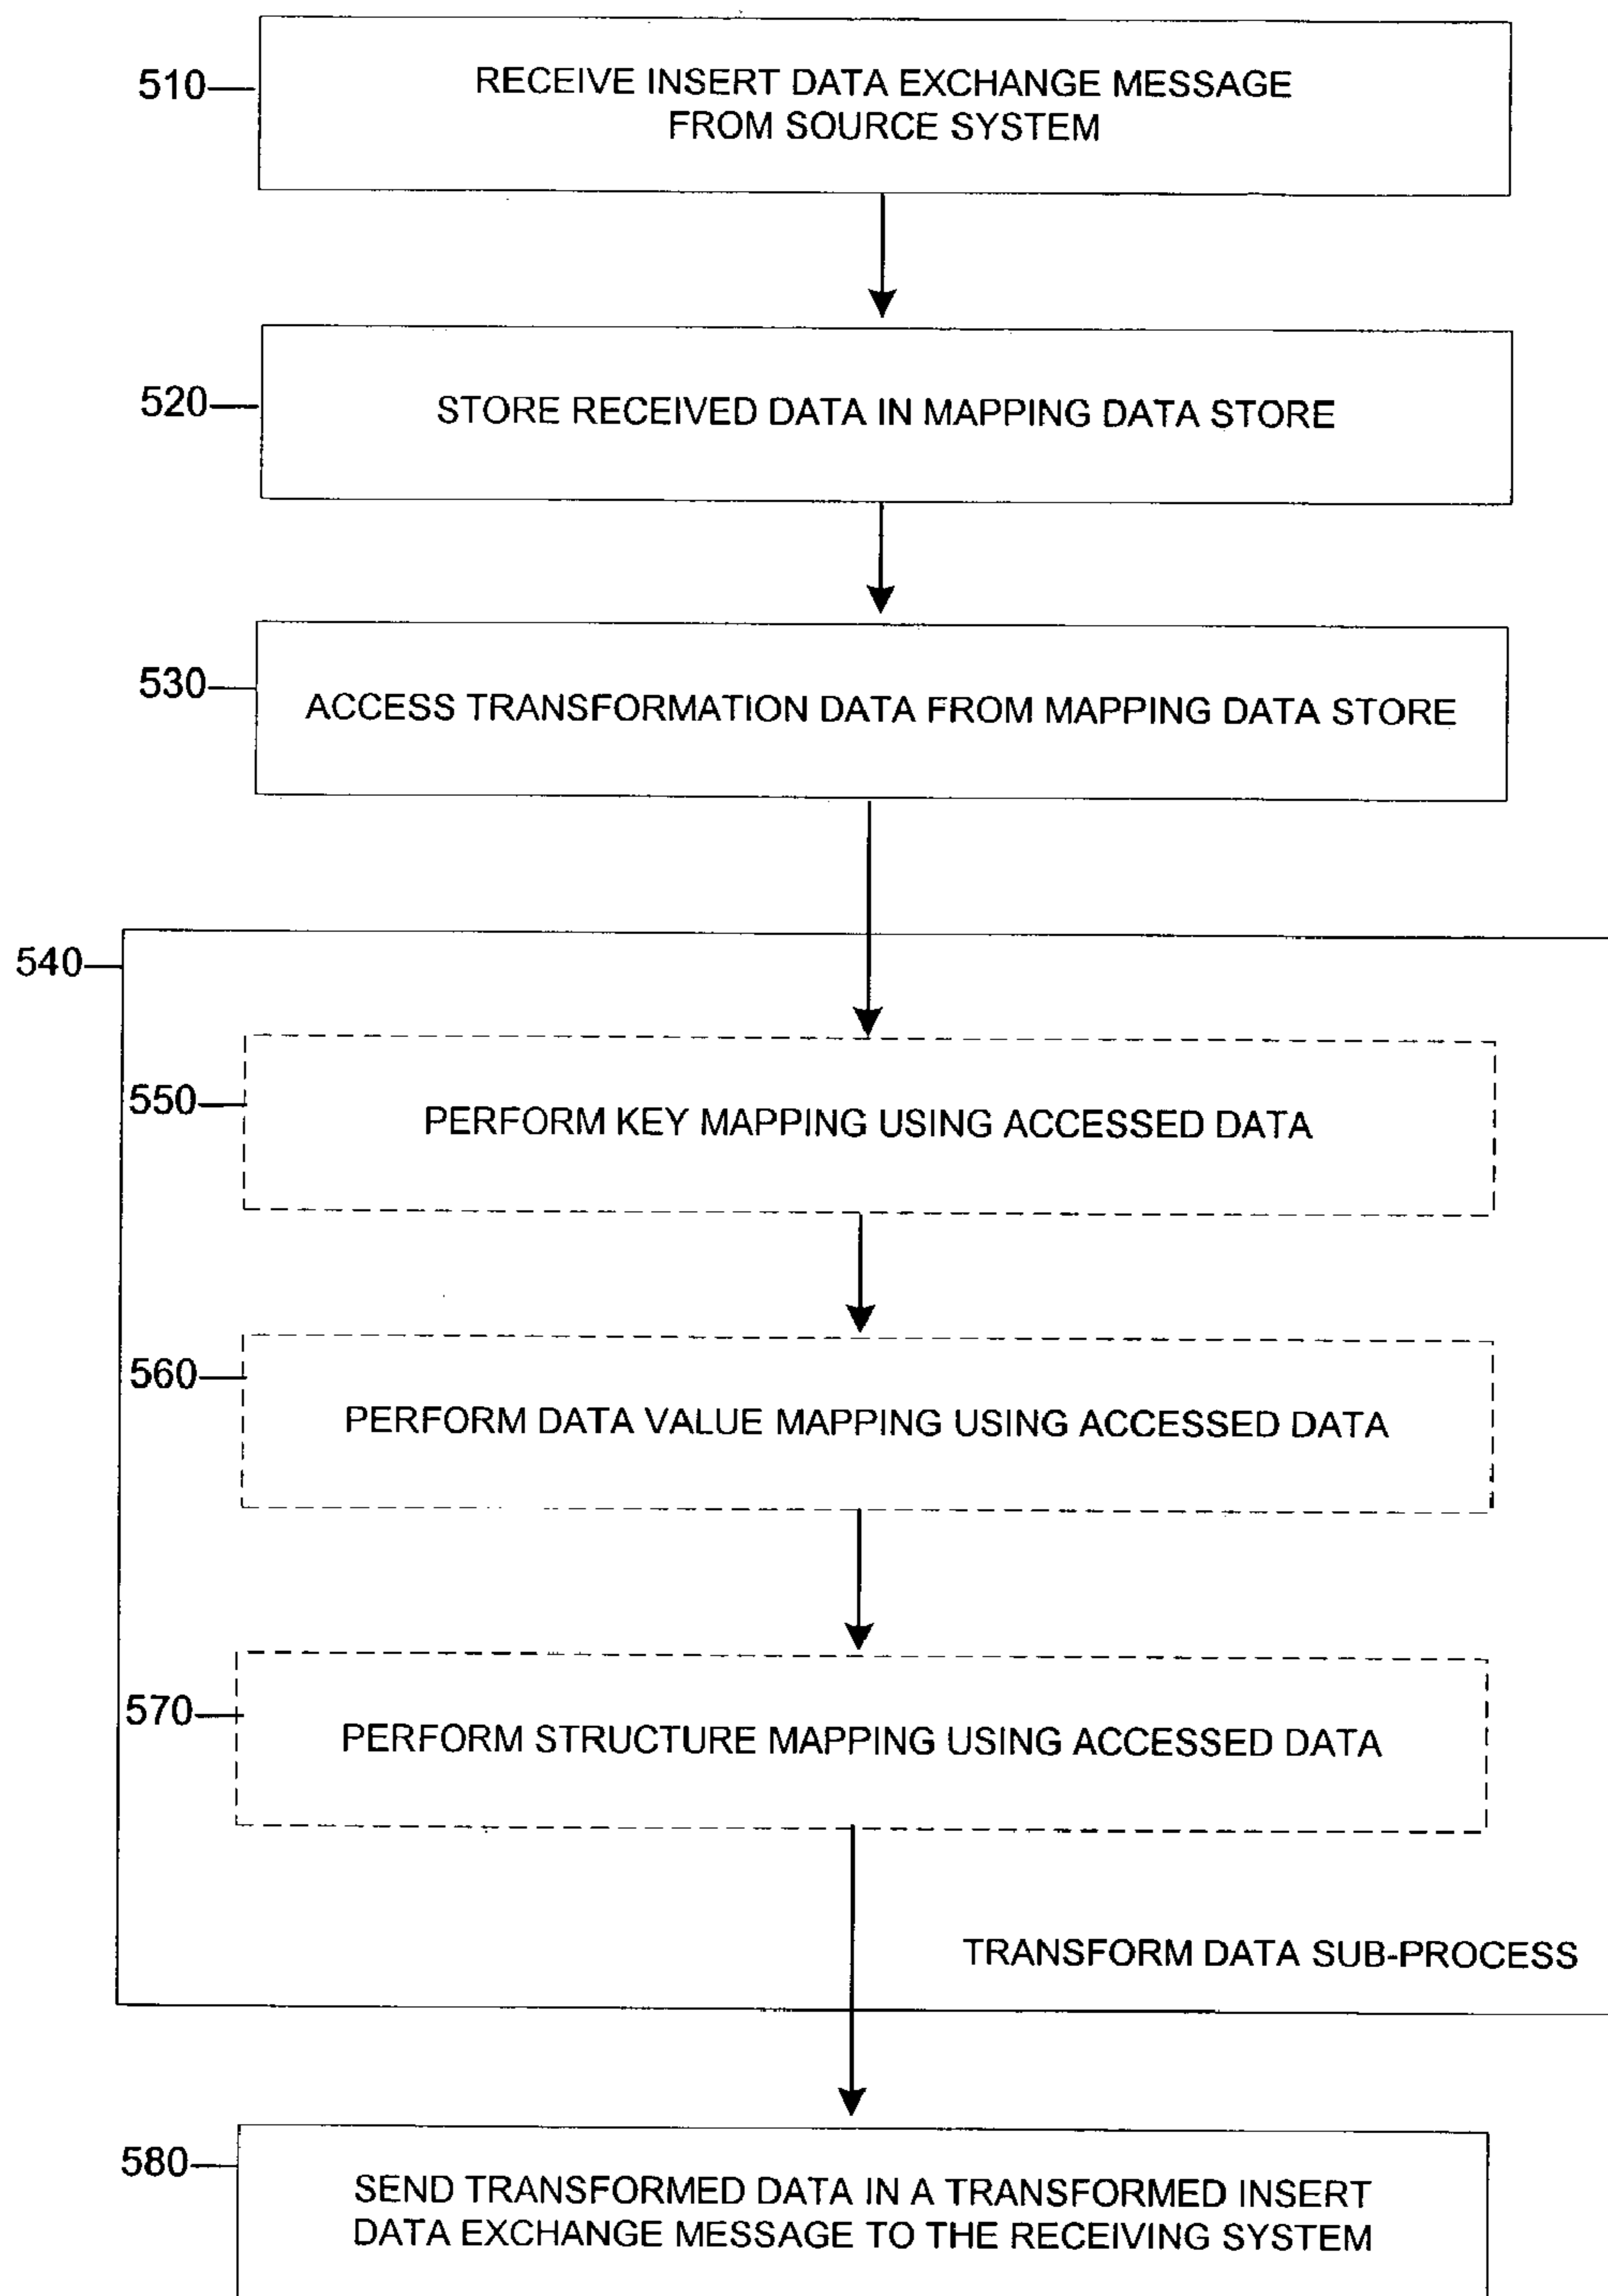 510
RECEIVE INSERT DATA EXCHANGE MESSAGE
FROM SOURCE SYSTEM
520
STORE RECEIVED DATA IN MAPPING DATA STORE
530
ACCESS TRANSFORMATION DATA FROM MAPPING DATA STORE
540
550
PERFORM KEY MAPPING USING ACCESSED DATA
560
PERFORM DATA VALUE MAPPING USING ACCESSED DATA
570
PERFORM STRUCTURE MAPPING USING ACCESSED DATA
TRANSFORM DATA SUB-PROCESS
580
SEND TRANSFORMED DATA IN A TRANSFORMED INSERT
DATA EXCHANGE MESSAGE TO THE RECEIVING SYSTEM